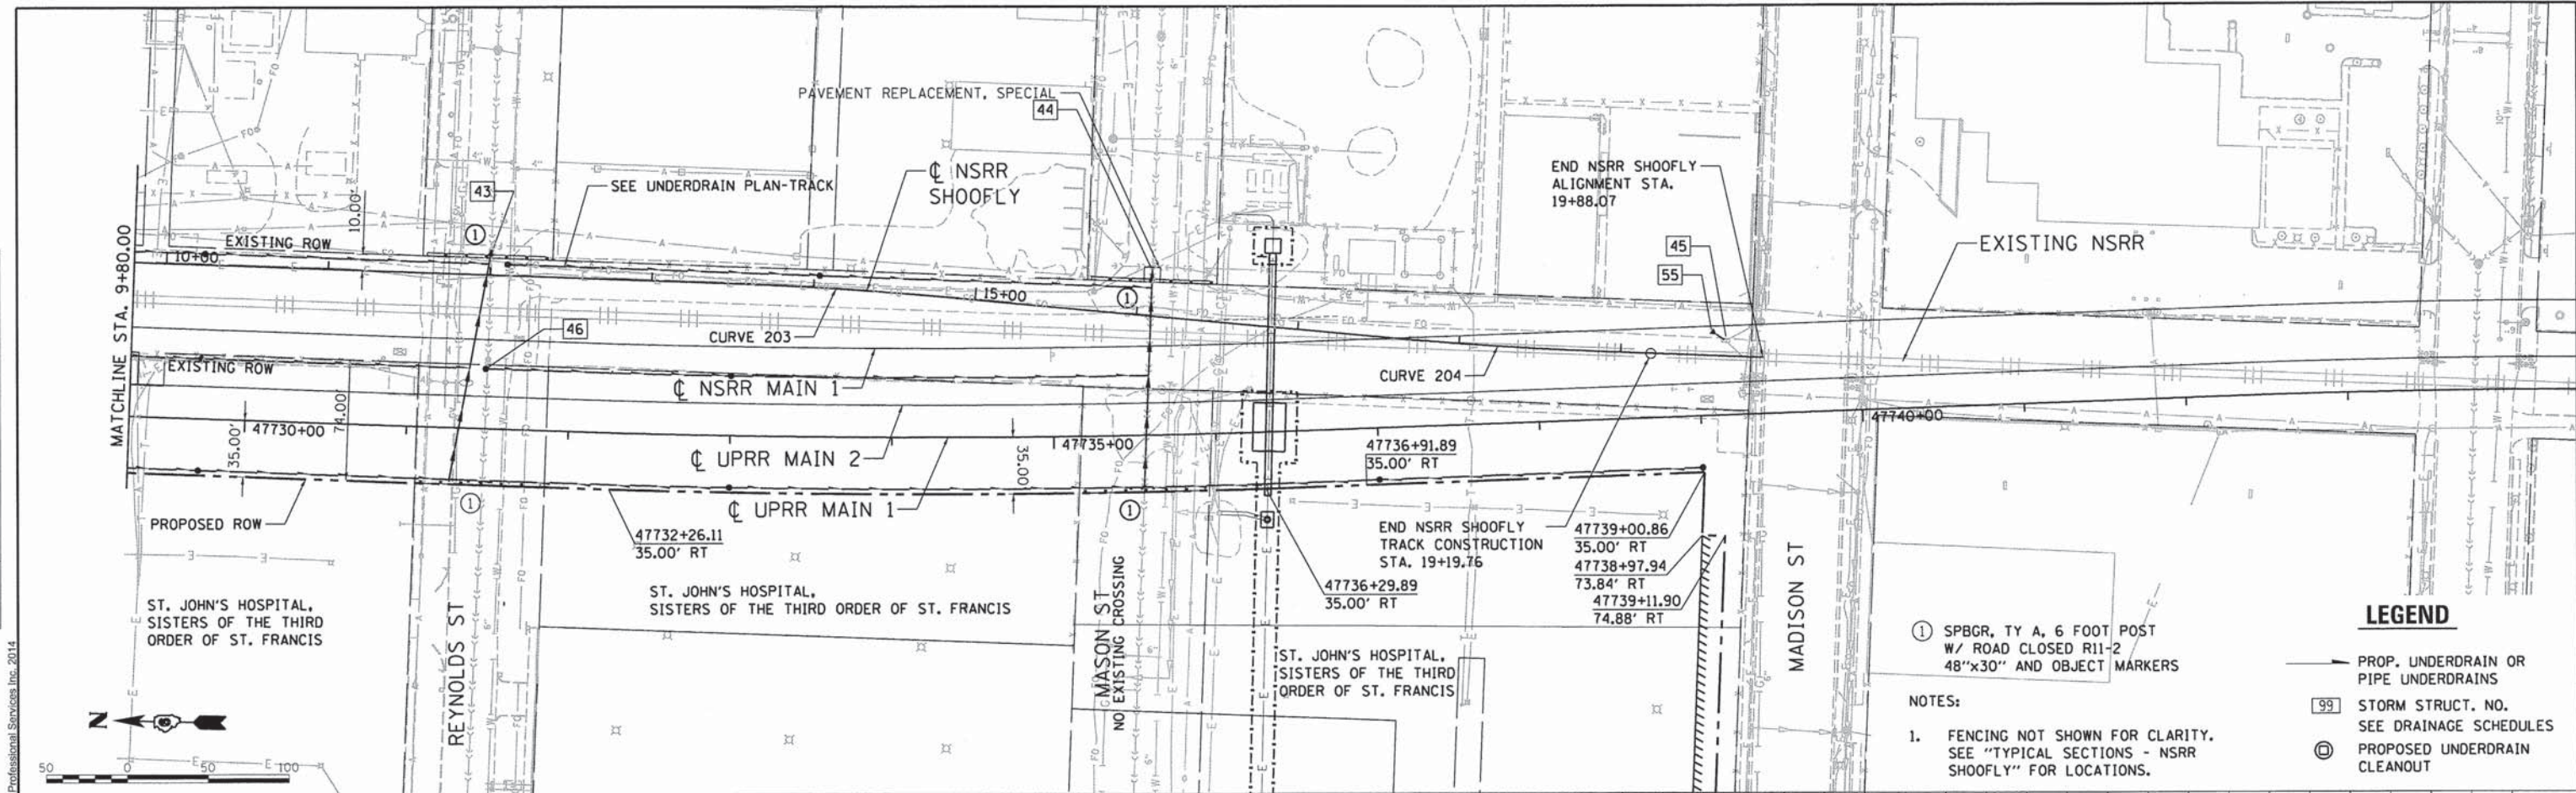 PAVEMENT REPLACEMENT, SPECIAL
44
43
SEE UNDERDRAIN PLAN-TRACK
℄ NSRR
SHOOFLY
END NSRR SHOOFLY
ALIGNMENT STA.
19+88.07
45
55
EXISTING NSRR
MATCHLINE STA. 9+80.00
10.00'
1
EXISTING ROW
10+00
15+00
1
46
CURVE 203
EXISTING ROW
℄ NSRR MAIN 1
CURVE 204
74.00'
35.00'
47730+00
47735+00
47740+00
℄ UPRR MAIN 2
35.00'
47736+91.89
35.00' RT
PROPOSED ROW
1
℄ UPRR MAIN 1
1
47732+26.11
35.00' RT
END NSRR SHOOFLY
TRACK CONSTRUCTION
STA. 19+19.76
47739+00.86
35.00' RT
47738+97.94
73.84' RT
47739+11.90
74.88' RT
47736+29.89
35.00' RT
ST. JOHN'S HOSPITAL,
SISTERS OF THE THIRD
ORDER OF ST. FRANCIS
REYNOLDS ST
ST. JOHN'S HOSPITAL,
SISTERS OF THE THIRD ORDER OF ST. FRANCIS
MASON ST
NO EXISTING CROSSING
ST. JOHN'S HOSPITAL,
SISTERS OF THE THIRD
ORDER OF ST. FRANCIS
MADISON ST
1 SPBGR, TY A, 6 FOOT POST
W/ ROAD CLOSED R11-2
48"x30" AND OBJECT MARKERS
NOTES:
1. FENCING NOT SHOWN FOR CLARITY.
SEE "TYPICAL SECTIONS - NSRR
SHOOFLY" FOR LOCATIONS.
LEGEND
PROP. UNDERDRAIN OR
PIPE UNDERDRAINS
99 STORM STRUCT. NO.
SEE DRAINAGE SCHEDULES
PROPOSED UNDERDRAIN
CLEANOUT
N
50 0 50 100
Professional Services Inc. 2014